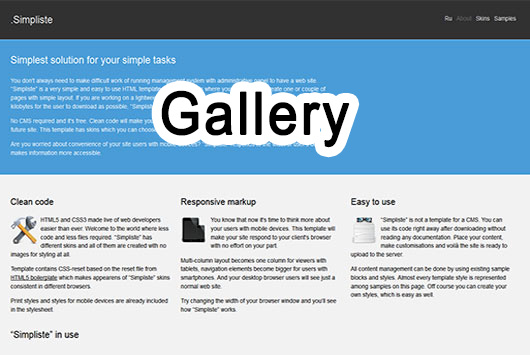 .Simpliste
Ru About Skins Samples
Simplest solution for your simple tasks
Gallery
You don't always need to make difficult work of running management system with administrative panel to have a web site.
"Simpliste" is a very simple and easy to use HTML templat where you create one or couple of
pages with simple layout. If you are working on a lightwe
kilobytes for the user to download as possible, "Simplis
No CMS required and it's free. Clean code will make you
future site. This template has skins which you can choos
Are you worried about convenience of your site users with mobile devices?
makes information more accessible.
Clean code
HTML5 and CSS3 made live of web developers
easier than ever. Welcome to the world where less
code and less files required. "Simpliste" has
different skins and all of them are created with no
images for styling at all.
Template contains CSS-reset based on the reset file from
HTML5 boilerplate which makes appearance of "Simpliste" skins
consistent in different browsers.
Print styles and styles for mobile devices are already included
in the stylesheet.
Responsive markup
You know that now it's time to think more about
your users with mobile devices. This template will
make your site respond to your client's browser
with no effort on your part.
Multi-column layout becomes one column for viewers with
tablets, navigation elements become bigger for users with
smartphones. And your desktop browser users will see just a
normal web site.
Try changing the width of your browser window and you'll see
how "Simpliste" works.
Easy to use
"Simpliste" is not a template for a CMS. You can
use its code right away after downloading without
reading any documentation. Place your content,
make customisations and voilà the site is ready to
upload to the server.
All content management can be done by using existing sample
blocks and styles. Almost every template style is represented
among samples on this page. Off course you can create your
own styles, which is easy as well.
"Simpliste" in use